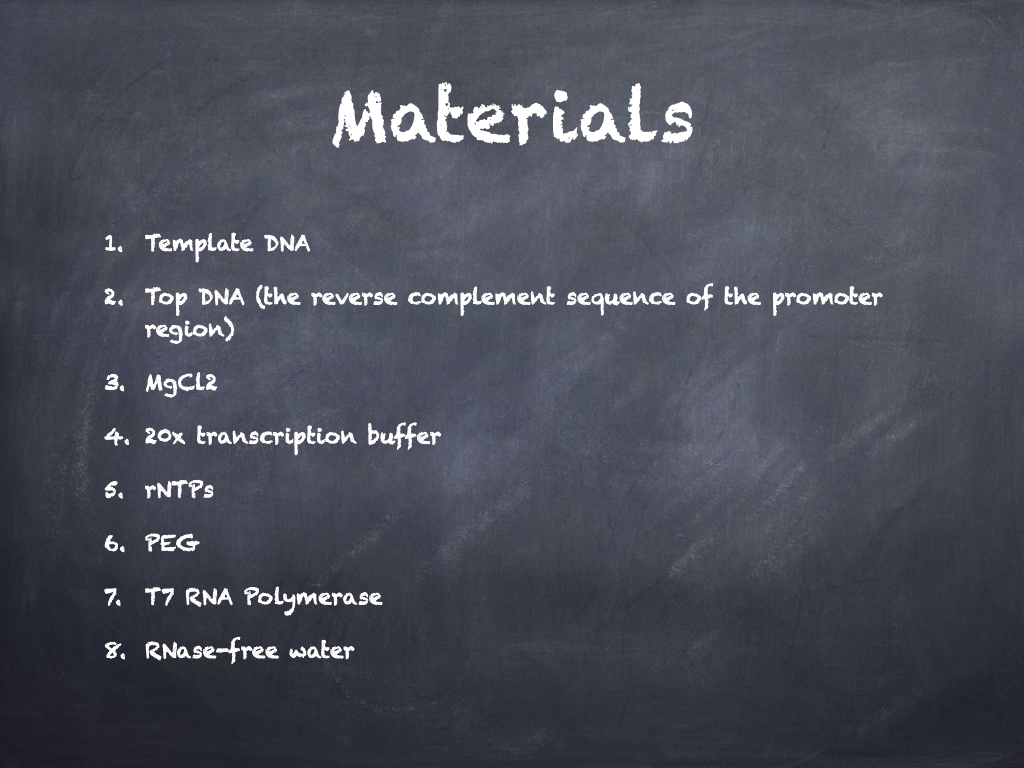 Materials
1. Template DNA
2. Top DNA (the reverse complement sequence of the promoter
region)
3. MgCl2
4. 20x transcription buffer
5. rNTPs
6. PEG
7. T7 RNA Polymerase
8. RNase-free water